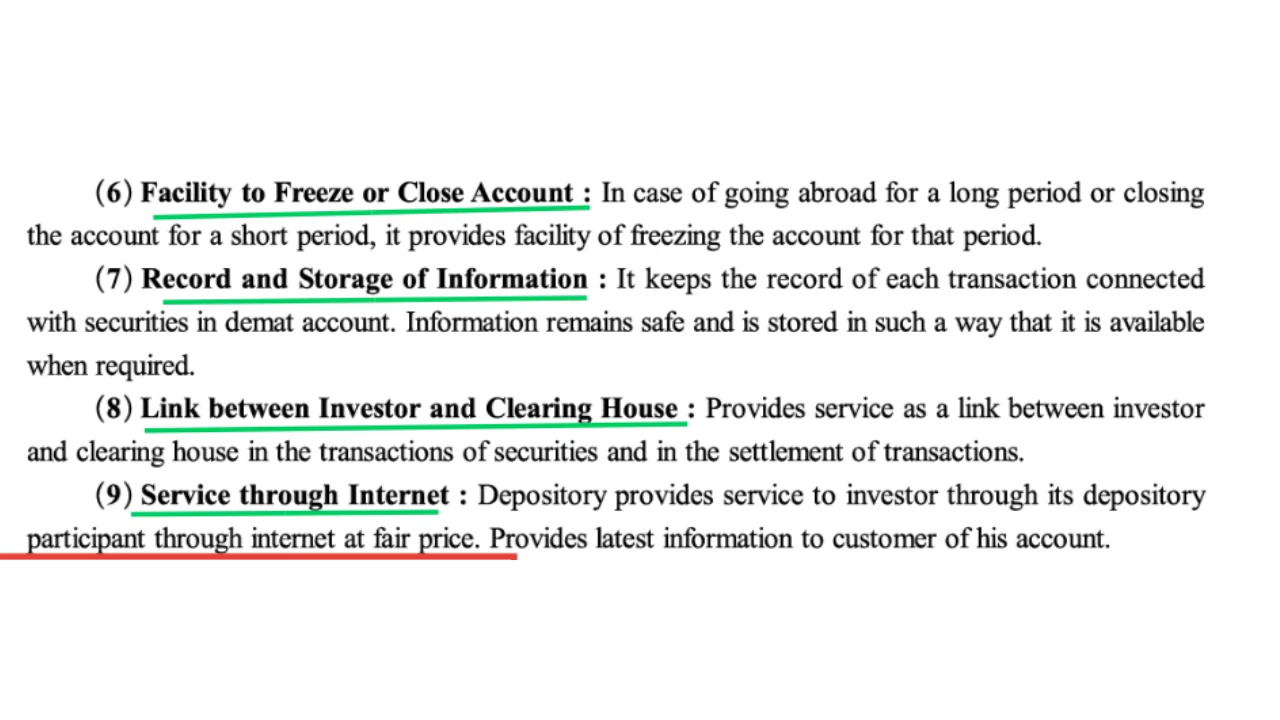 (6) Facility to Freeze or Close Account : In case of going abroad for a long period or closing
the account for a short period, it provides facility of freezing the account for that period.
(7) Record and Storage of Information : It keeps the record of each transaction connected
with securities in demat account. Information remains safe and is stored in such a way that it is available
when required.
(8) Link between Investor and Clearing House : Provides service as a link between investor
and clearing house in the transactions of securities and in the settlement of transactions.
(9) Service through Internet : Depository provides service to investor through its depository
participant through internet at fair price. Provides latest information to customer of his account.